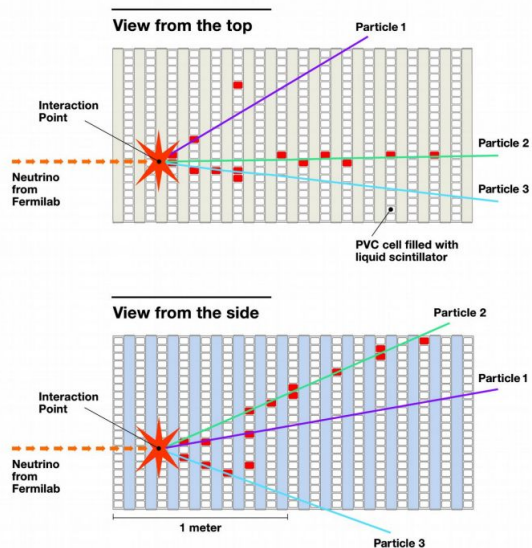 View from the top
Particle 1
Interaction
Point
Particle 2
Neutrino
from
Fermilab
Particle 3
PVC cell filled with
liquid scintillator
View from the side
Particle 2
Particle 1
Interaction
Point
Neutrino
from
Fermilab
1 meter
Particle 3